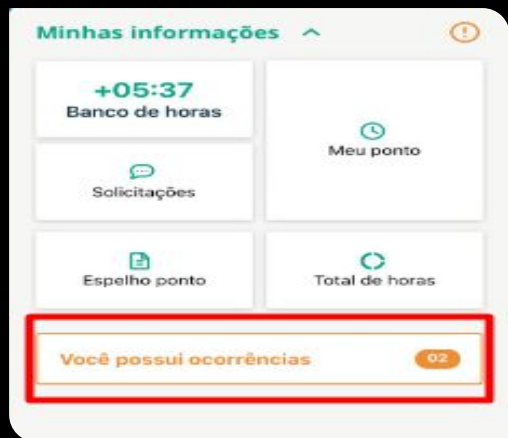 Minhas informações
+05:37
Banco de horas
Meu ponto
Solicitações
Espelho ponto
Total de horas
Você possui ocorrências 02